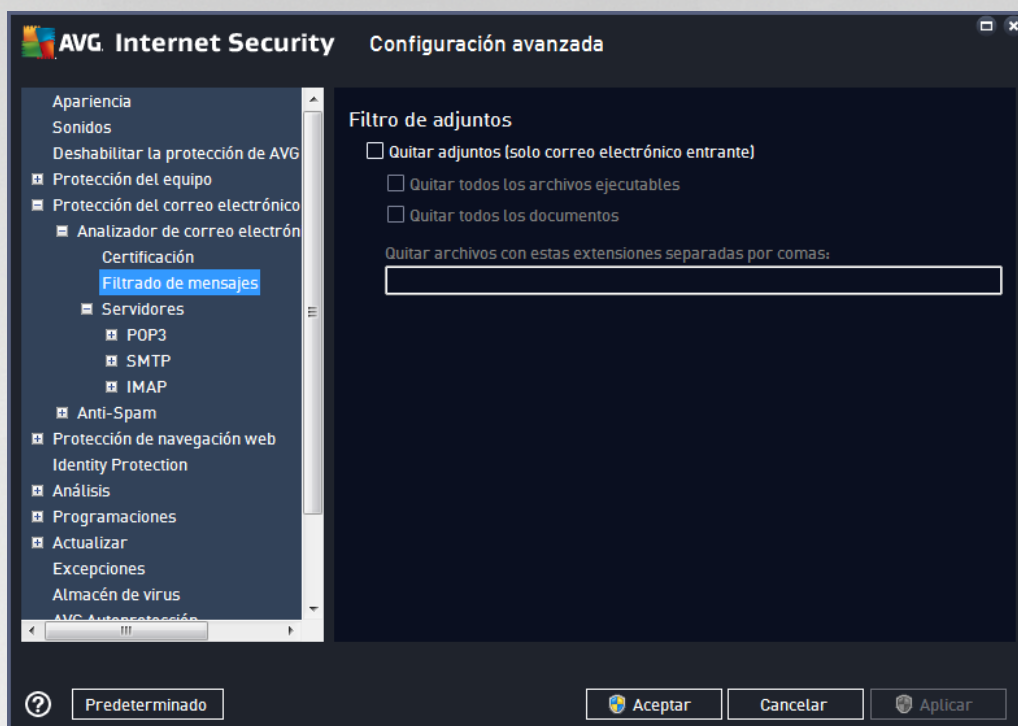 AVG. Internet Security
Configuración avanzada
Apariencia
Sonidos
Deshabilitar la protección de AVG
Protección del equipo
Protección del correo electrónico
Analizador de correo electrón
Certificación
Filtrado de mensajes
Servidores
POP3
SMTP
IMAP
Anti-Spam
Protección de navegación web
Identity Protection
Análisis
Programaciones
Actualizar
Excepciones
Almacén de virus
AVG Autoprotección
Filtro de adjuntos
Quitar adjuntos (solo correo electrónico entrante)
Quitar todos los archivos ejecutables
Quitar todos los documentos
Quitar archivos con estas extensiones separadas por comas:
Predeterminado
Aceptar
Cancelar
Aplicar